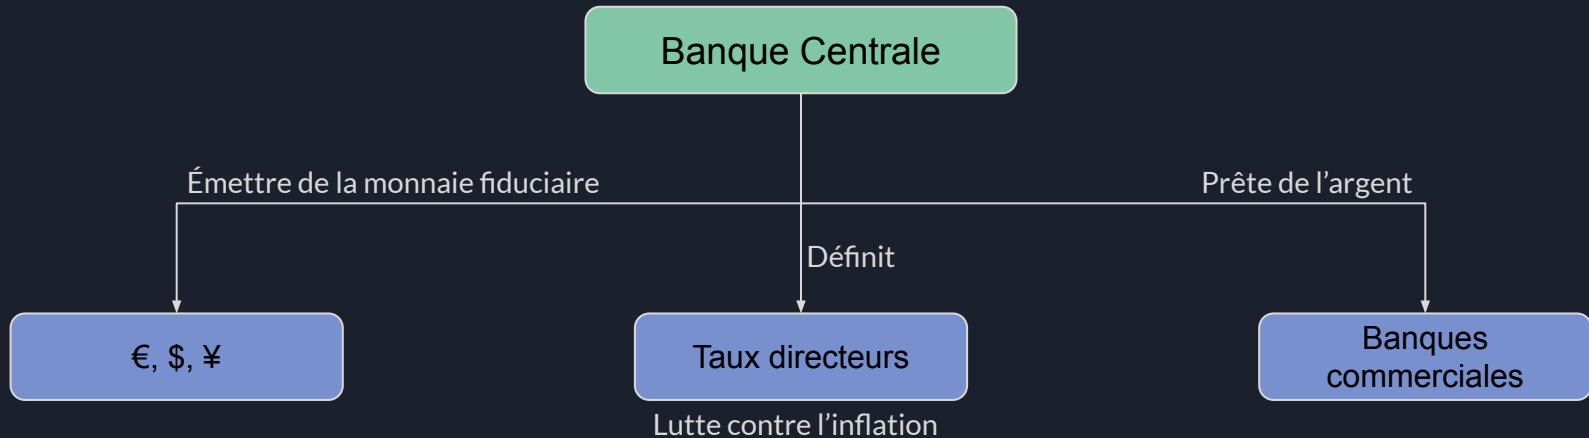 Banque Centrale
Émettre de la monnaie fiduciaire
Prête de l’argent
Définit
€, $, ¥
Taux directeurs
Banques
commerciales
Lutte contre l’inflation